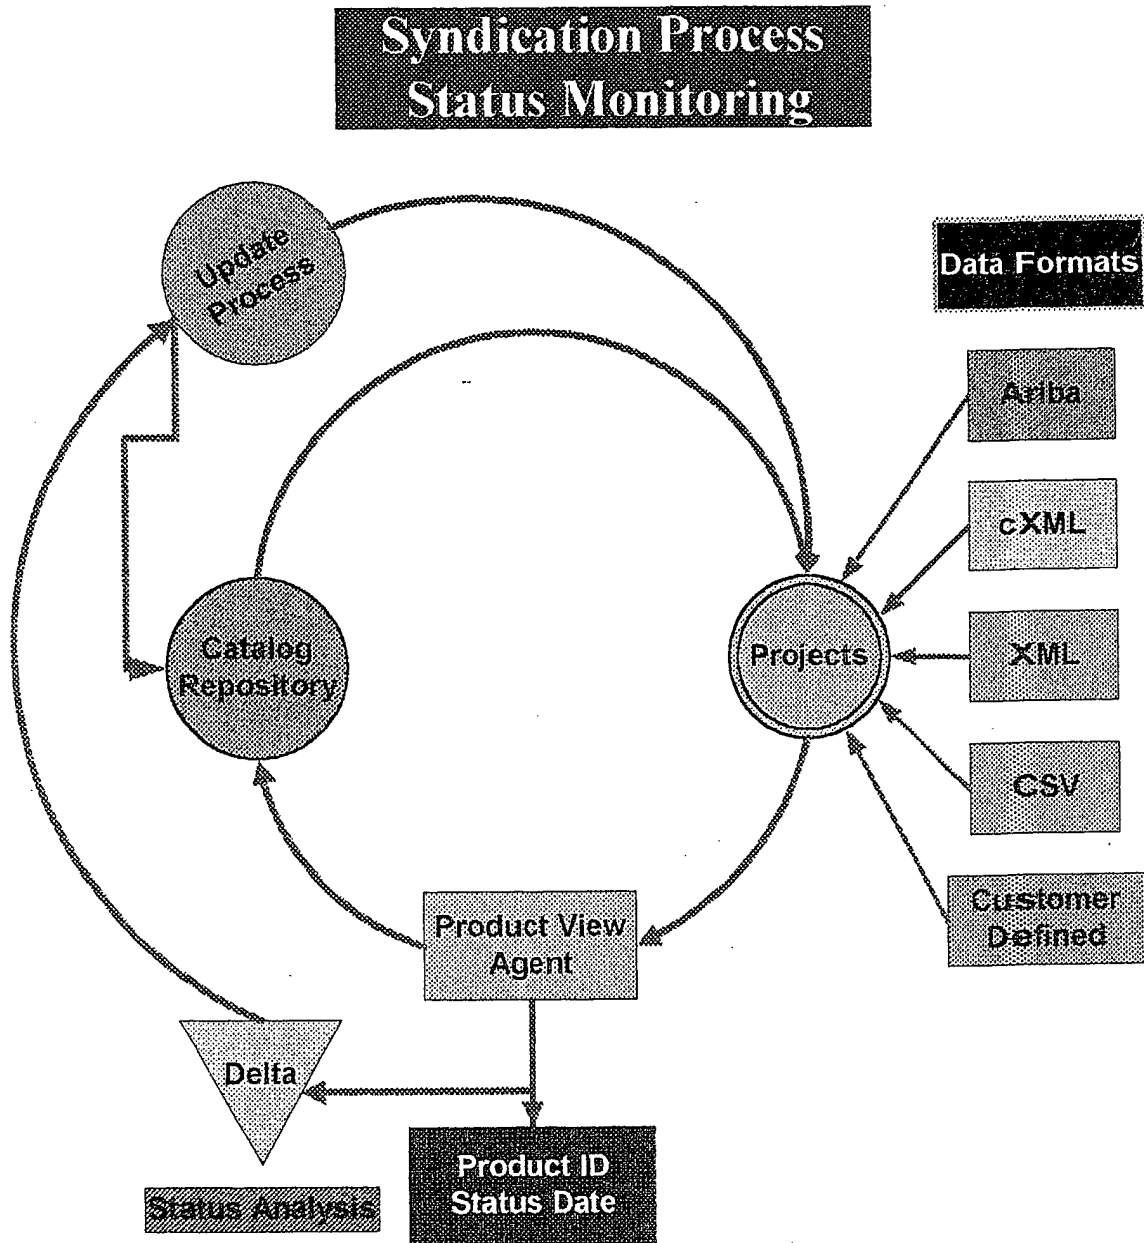 Syndication Process
Status Monitoring
Update
Process
Data Formats
Ariba
cXML
XML
CSV
Customer
Defined
Catalog
Repository
Projects
Product View
Agent
Delta
Product ID
Status Date
Status Analysis